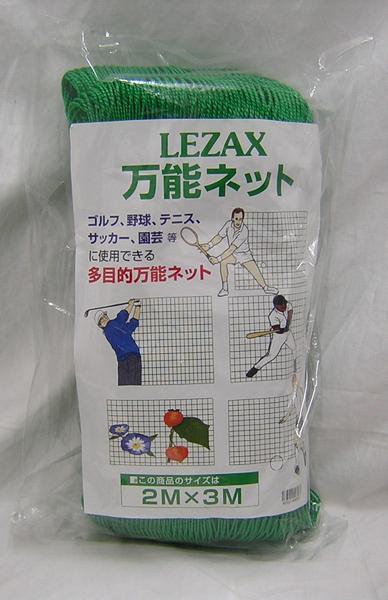 LEZAX
万能ネット
ゴルフ、野球、テニス、
サッカー、園芸 等
に使用できる
多目的万能ネット
この商品のサイズは
2M×3M